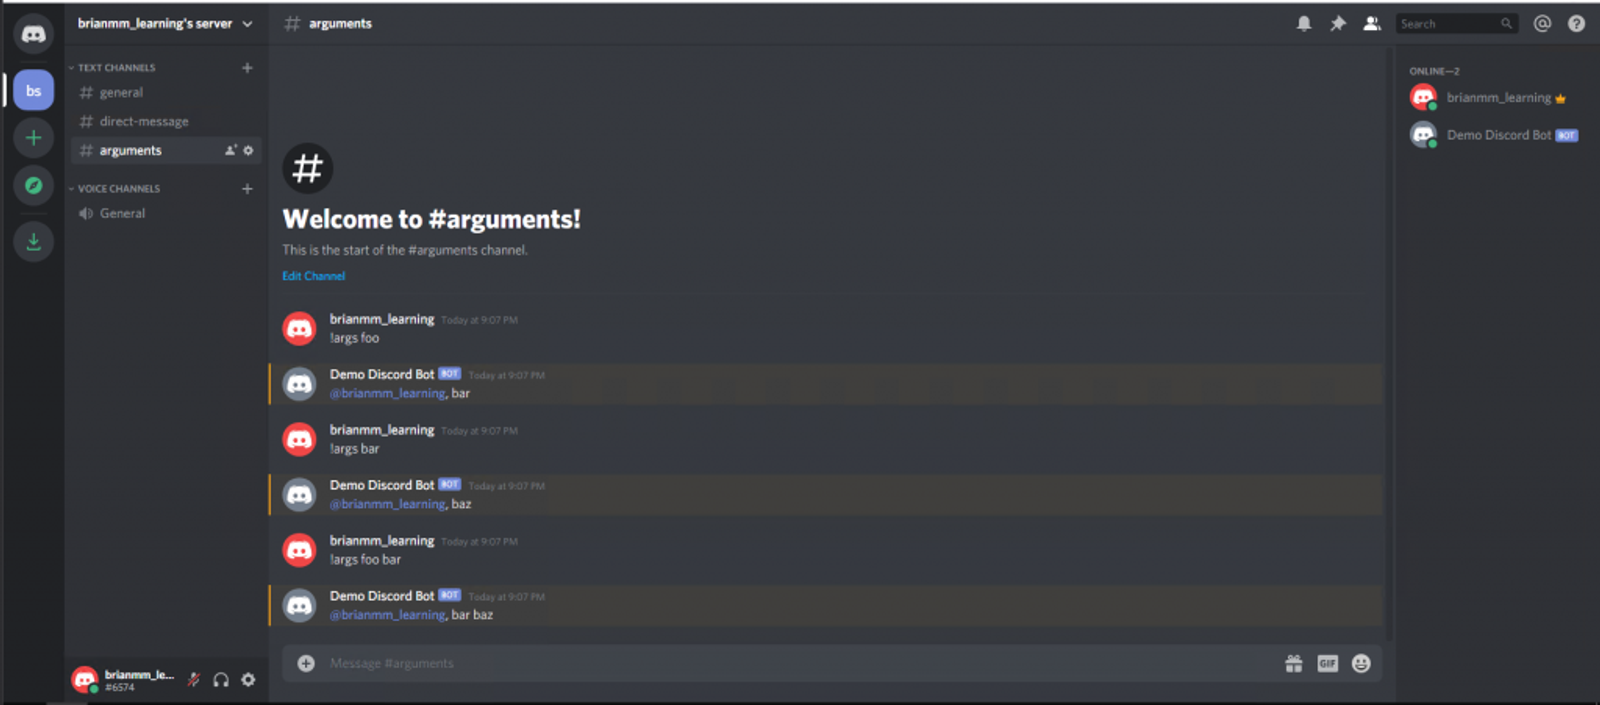 brianmm_learning's server
# arguments
Search
bs
TEXT CHANNELS
# general
# direct-message
# arguments
VOICE CHANNELS
General
#
Welcome to #arguments!
This is the start of the #arguments channel.
Edit Channel
brianmm_learning Today at 9:07 PM
!args foo
Demo Discord Bot BOT Today at 9:07 PM
@brianmm_learning, bar
brianmm_learning Today at 9:07 PM
!args bar
Demo Discord Bot BOT Today at 9:07 PM
@brianmm_learning, baz
brianmm_learning Today at 9:07 PM
!args foo bar
Demo Discord Bot BOT Today at 9:07 PM
@brianmm_learning, bar baz
Message #arguments
GIF
brianmm_le...
#6574
ONLINE—2
brianmm_learning
Demo Discord Bot BOT